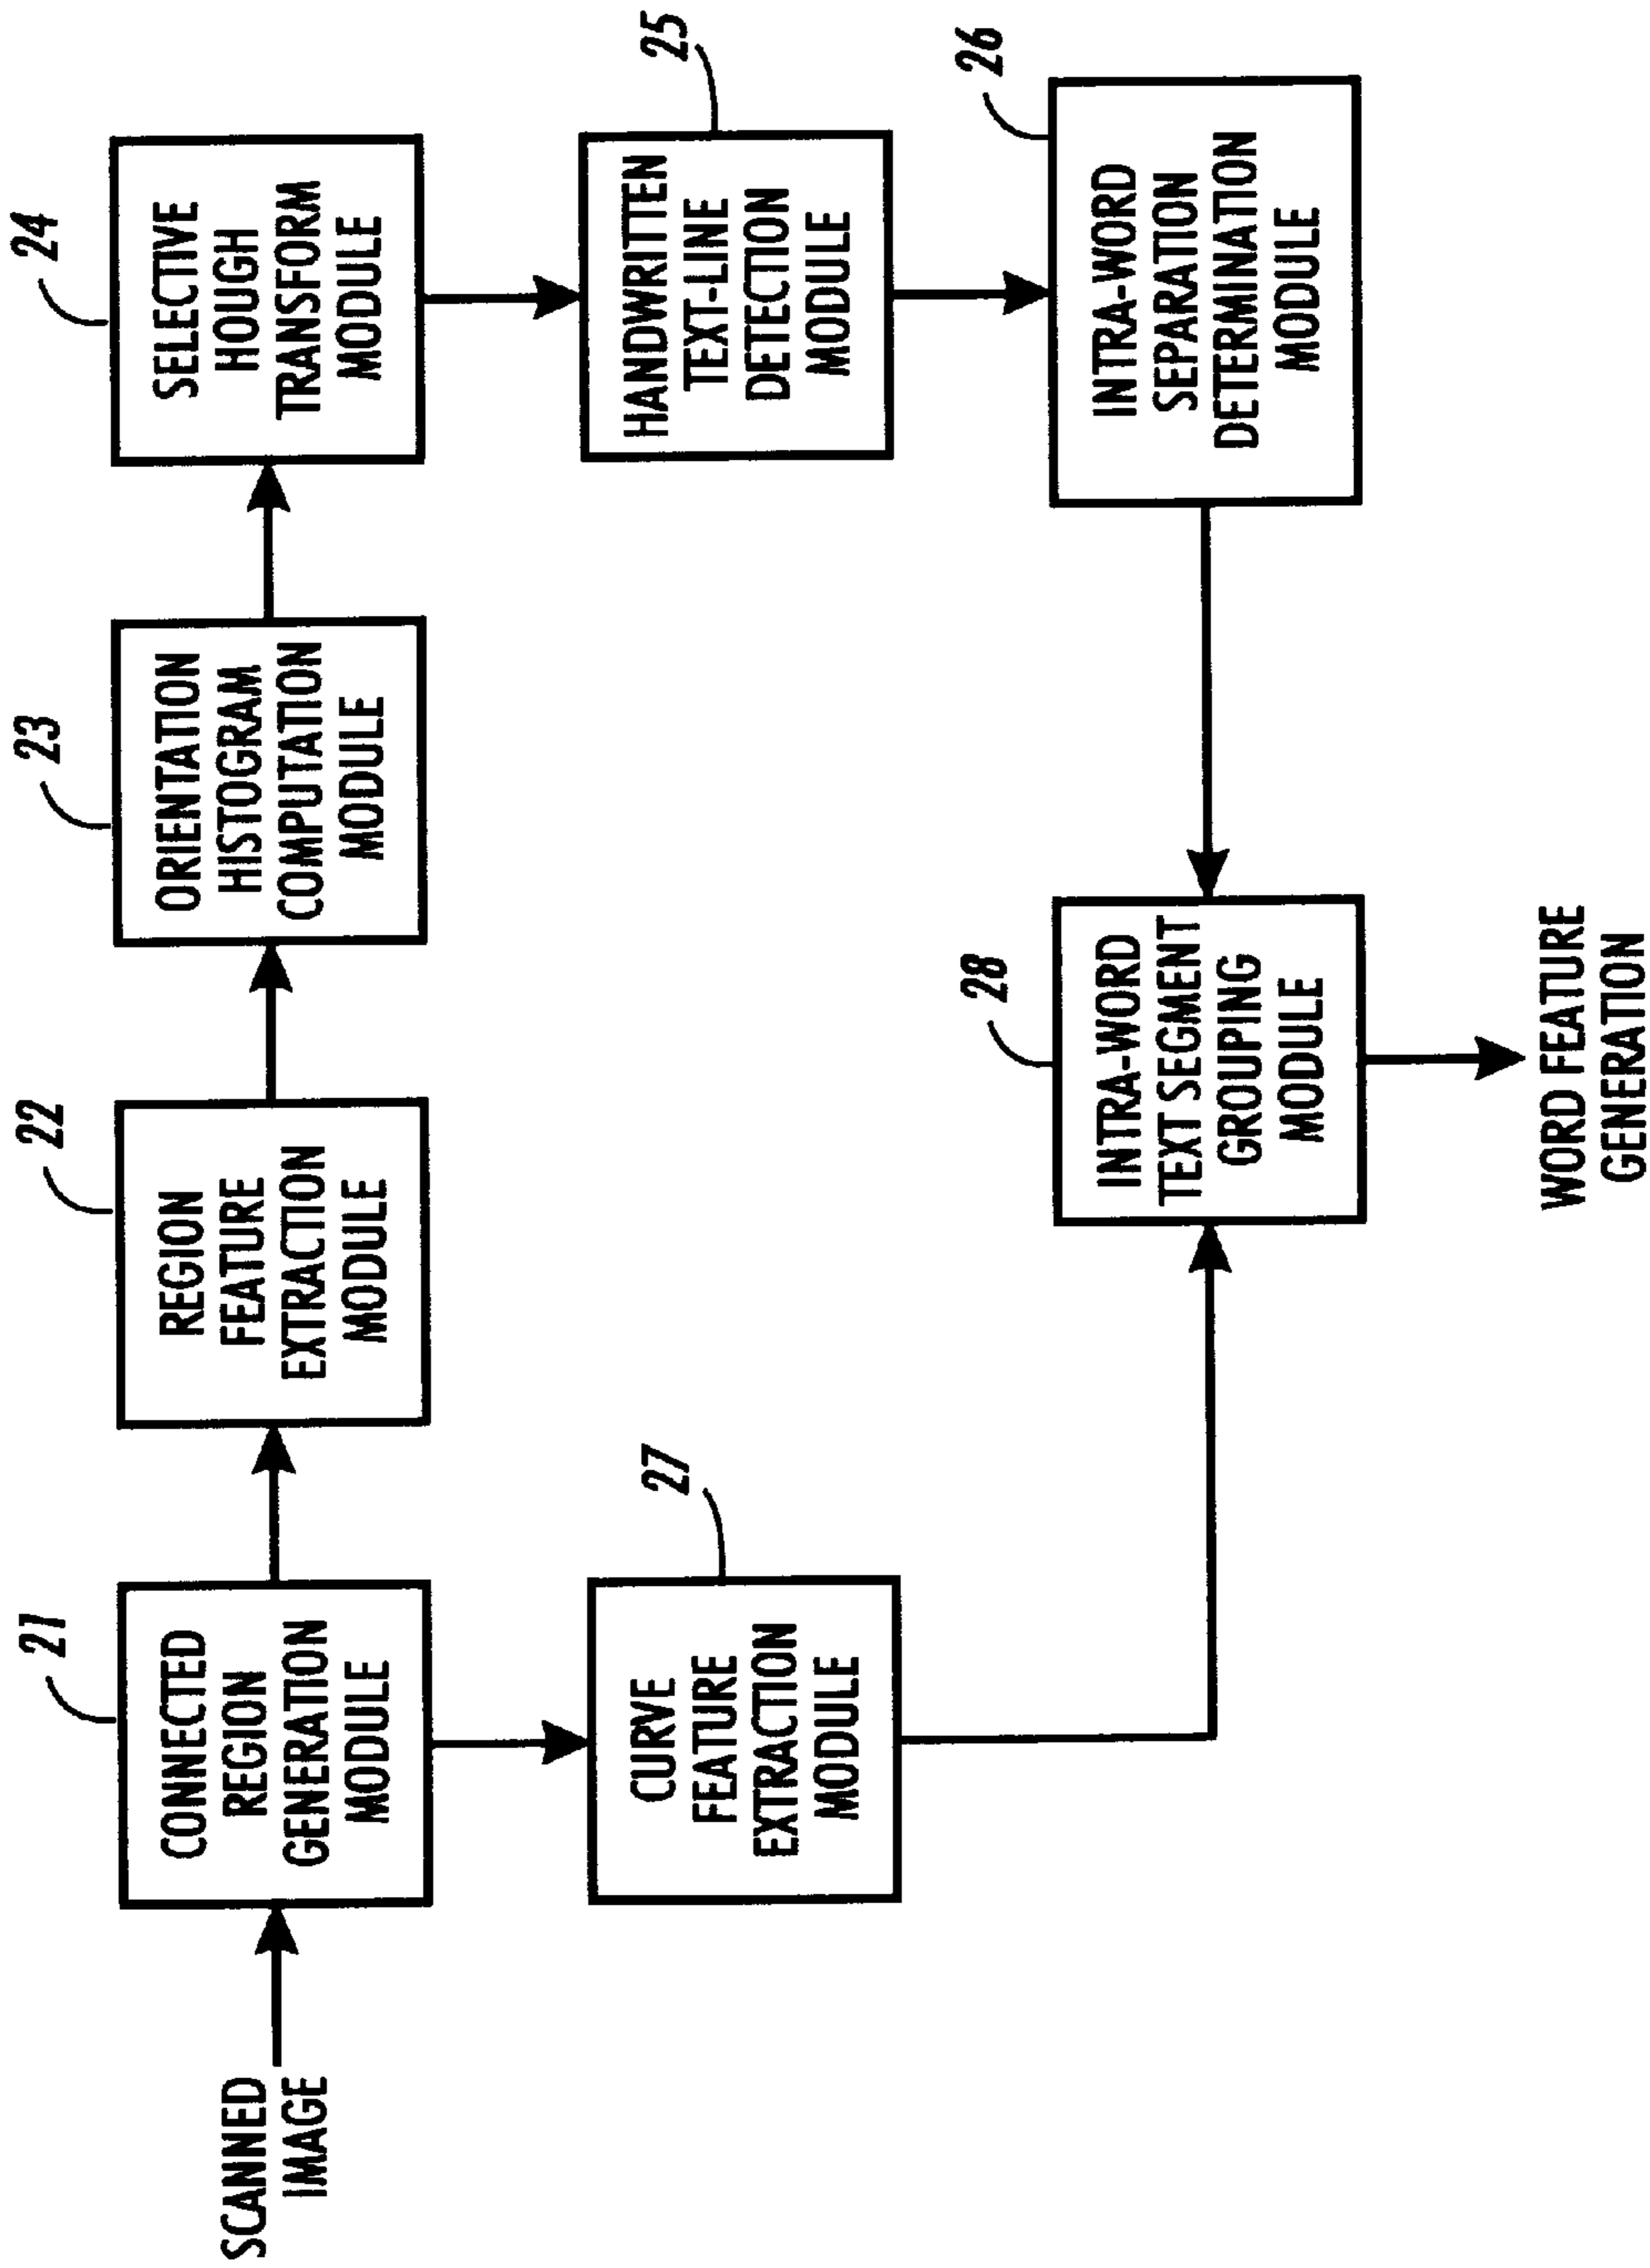 SCANNED
IMAGE
21
CONNECTED
REGION
GENERATION
MODULE
22
REGION
FEATURE
EXTRACTION
MODULE
23
ORIENTATION
HISTOGRAM
COMPUTATION
MODULE
24
SELECTIVE
HOUGH
TRANSFORM
MODULE
27
CURVE
FEATURE
EXTRACTION
MODULE
25
HANDWRITTEN
TEXT-LINE
DETECTION
MODULE
28
INTRA-WORD
TEXT SEGMENT
GROUPING
MODULE
26
INTRA-WORD
SEPARATION
DETERMINATION
MODULE
WORD FEATURE
GENERATION